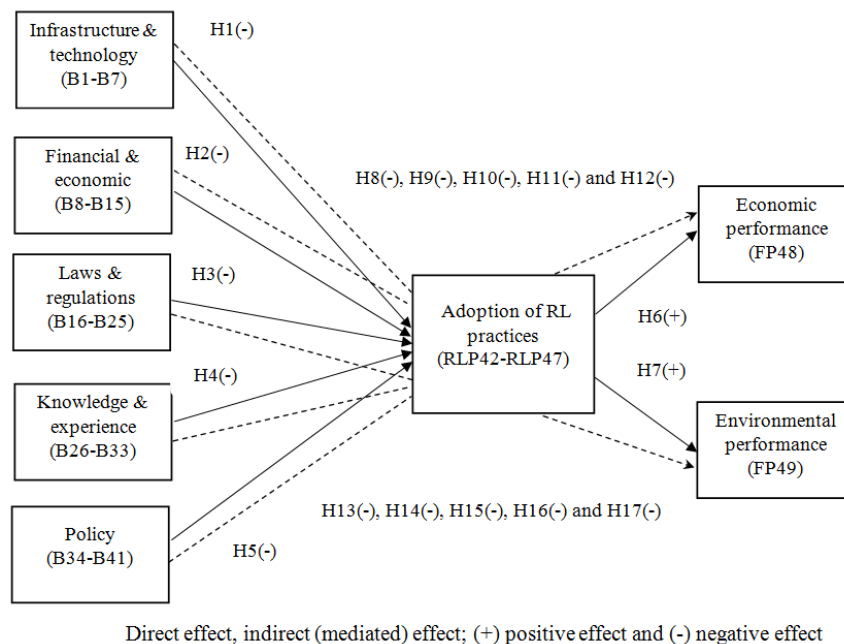 Infrastructure &
technology
(B1-B7)
H1(-)
Financial &
economic
(B8-B15)
H2(-)
Laws &
regulations
(B16-B25)
H3(-)
Knowledge &
experience
(B26-B33)
H4(-)
Policy
(B34-B41)
H5(-)
H8(-), H9(-), H10(-), H11(-) and H12(-)
Adoption of RL
practices
(RLP42-RLP47)
H13(-), H14(-), H15(-), H16(-) and H17(-)
Economic
performance
(FP48)
H6(+)
H7(+)
Environmental
performance
(FP49)
Direct effect, indirect (mediated) effect; (+) positive effect and (-) negative effect